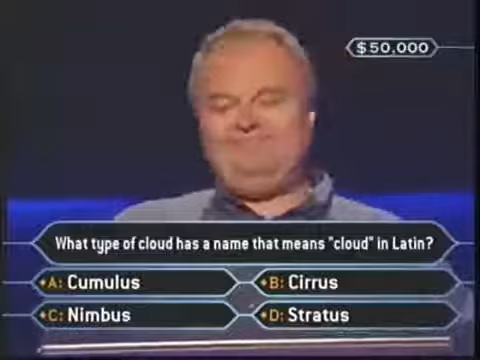 $50,000
What type of cloud has a name that means "cloud" in Latin?
A: Cumulus
B: Cirrus
C: Nimbus
D: Stratus